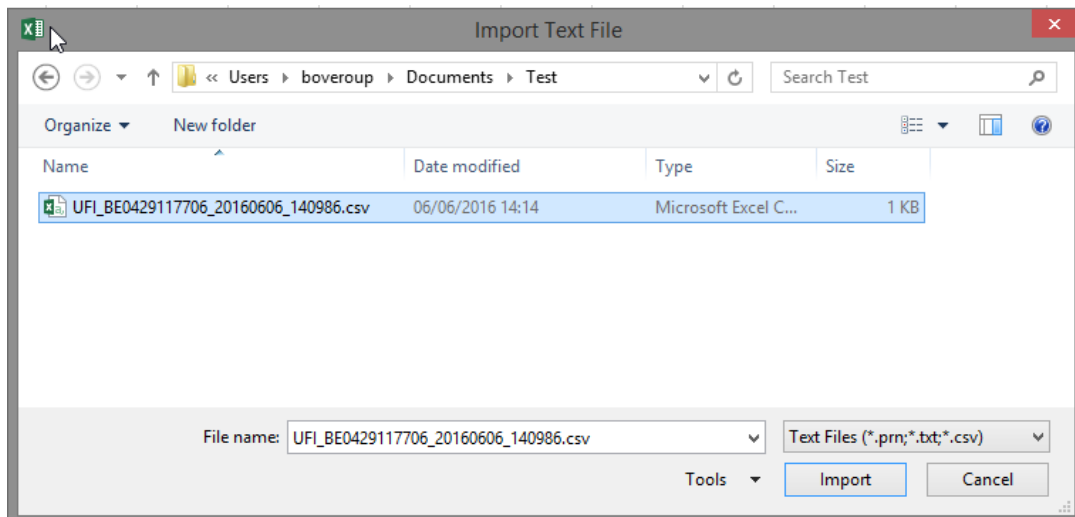 Import Text File
« Users Documents boveroup Test Search Test
Organize New folder
Name Date modified Type Size
UFI_BE0429117706_20160606_140986.csv 06/06/2016 14:14 Microsoft Excel C... 1 KB
File name: UFI_BE0429117706_20160606_140986.csv Text Files (*.prn;*.txt;*.csv)
Tools Import Cancel